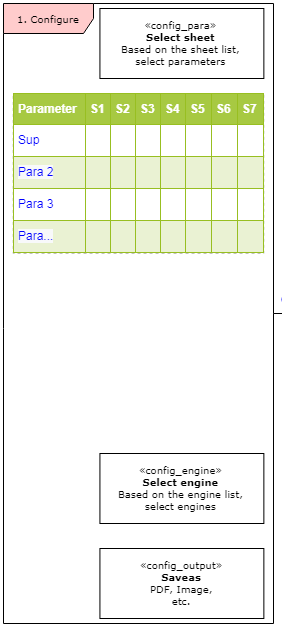 1. Configure
«config_para»
Select sheet
Based on the sheet list,
select parameters
Parameter S1 S2 S3 S4 S5 S6 S7
Sup
Para 2
Para 3
Para...
«config_engine»
Select engine
Based on the engine list,
select engines
«config_output»
Saveas
PDF, Image,
etc.